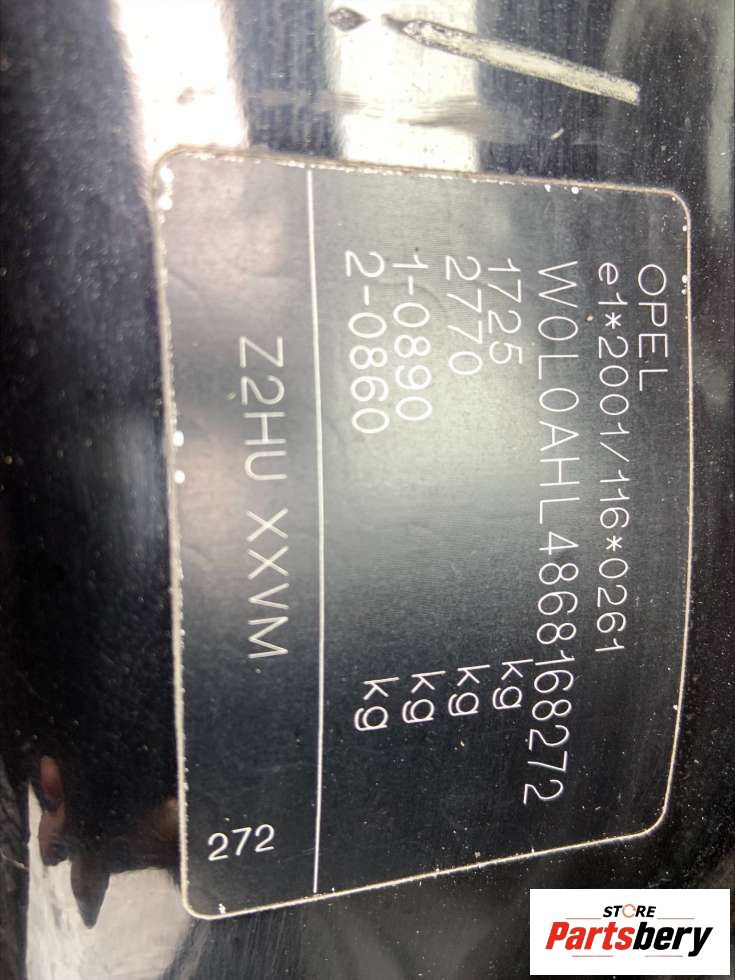 OPEL
e1*2001/116*0261
W0L0AHL4868168272
1725 kg
2770 kg
1-0890 kg
2-0860 kg
Z2HU XXVM
272
STORE
Partsbery